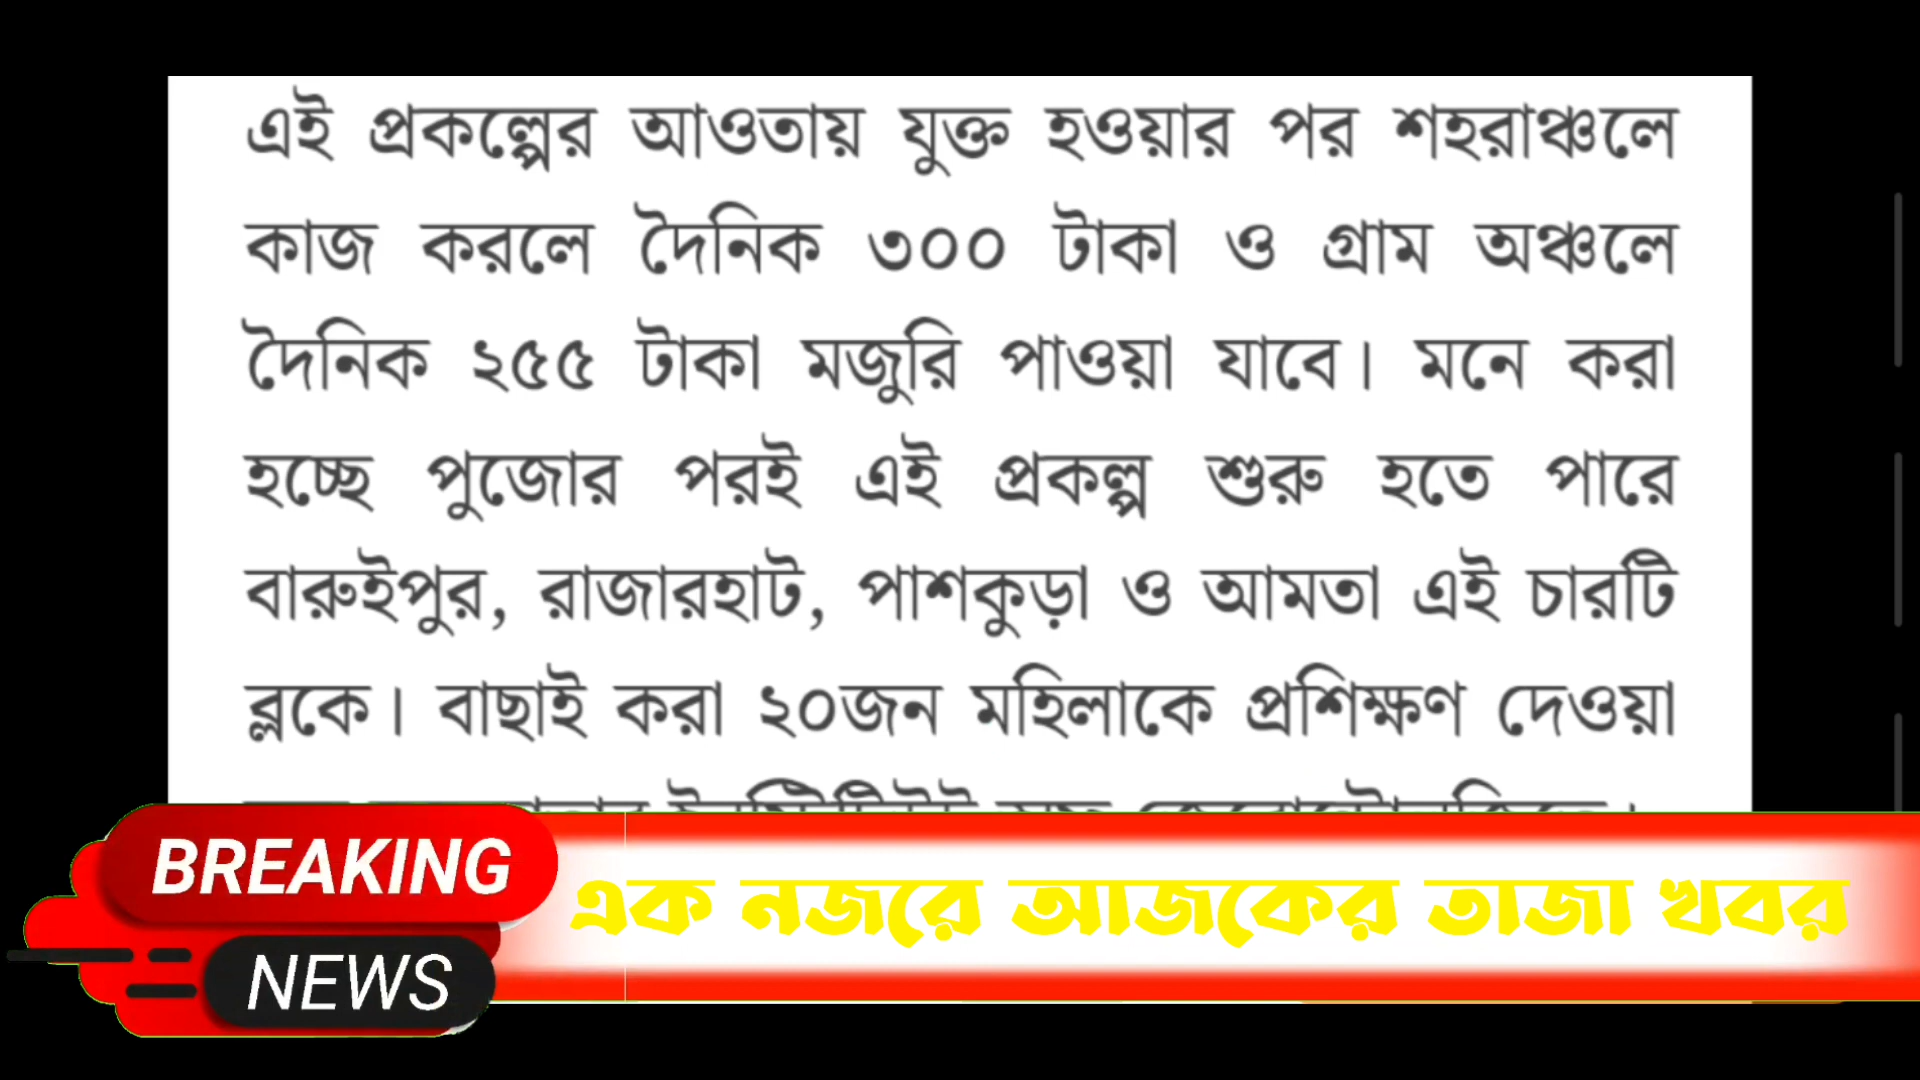 এই প্রকল্পের আওতায় যুক্ত হওয়ার পর শহরাঞ্চলে
কাজ করলে দৈনিক ৩০০ টাকা ও গ্রাম অঞ্চলে
দৈনিক ২৫৫ টাকা মজুরি পাওয়া যাবে। মনে করা
হচ্ছে পুজোর পরই এই প্রকল্প শুরু হতে পারে
বারুইপুর, রাজারহাট, পাশকুড়া ও আমতা এই চারটি
ব্লকে। বাছাই করা ২০জন মহিলাকে প্রশিক্ষণ দেওয়া
BREAKING
NEWS
এক নজরে আজকের তাজা খবর